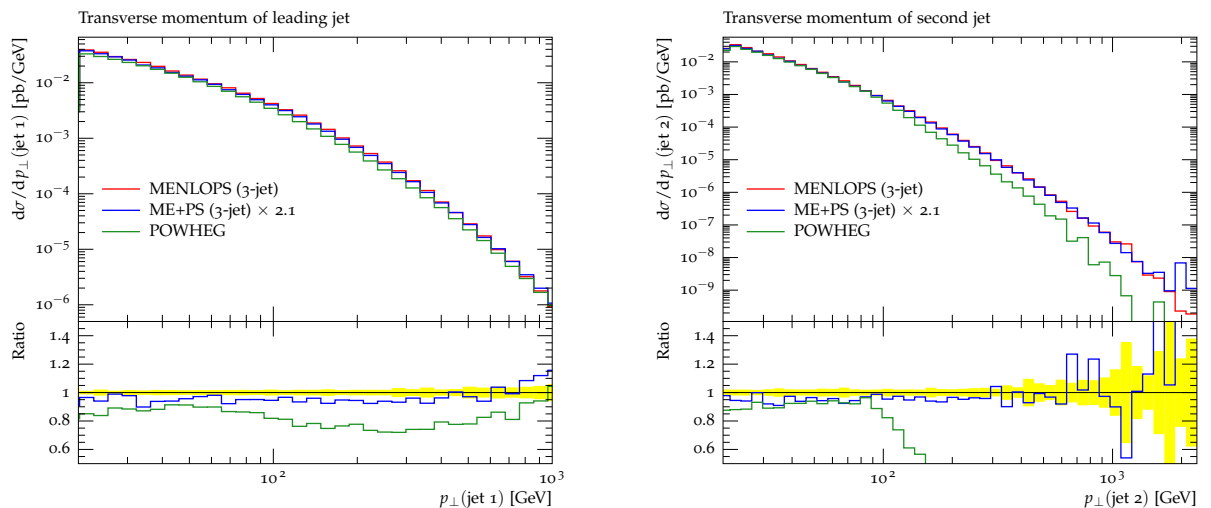 Transverse momentum of leading jet
dσ/dp⊥(jet 1) [pb/GeV]
10⁻²
10⁻³
10⁻⁴
10⁻⁵
10⁻⁶
MENLOPS (3-jet)
ME+PS (3-jet) × 2.1
POWHEG
Ratio
1.4
1.2
1
0.8
0.6
10²
10³
p⊥(jet 1) [GeV]
Transverse momentum of second jet
dσ/dp⊥(jet 2) [pb/GeV]
10⁻²
10⁻³
10⁻⁴
10⁻⁵
10⁻⁶
10⁻⁷
10⁻⁸
10⁻⁹
MENLOPS (3-jet)
ME+PS (3-jet) × 2.1
POWHEG
Ratio
1.4
1.2
1
0.8
0.6
10²
10³
p⊥(jet 2) [GeV]